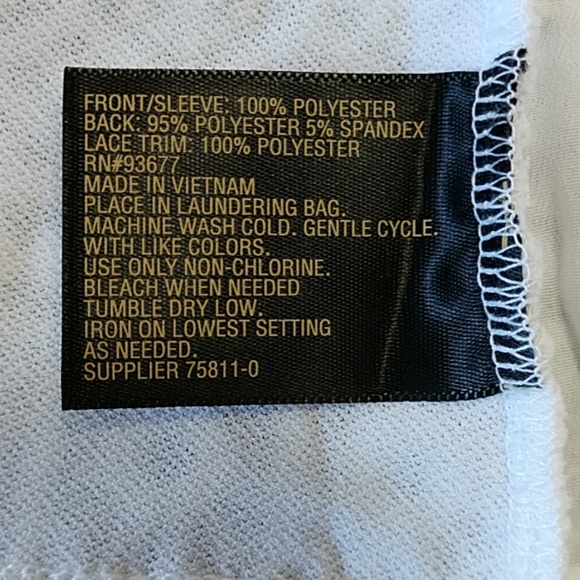 FRONT/SLEEVE: 100% POLYESTER
BACK: 95% POLYESTER 5% SPANDEX
LACE TRIM: 100% POLYESTER
RN#93677
MADE IN VIETNAM
PLACE IN LAUNDERING BAG.
MACHINE WASH COLD. GENTLE CYCLE.
WITH LIKE COLORS.
USE ONLY NON-CHLORINE.
BLEACH WHEN NEEDED
TUMBLE DRY LOW.
IRON ON LOWEST SETTING
AS NEEDED.
SUPPLIER 75811-0